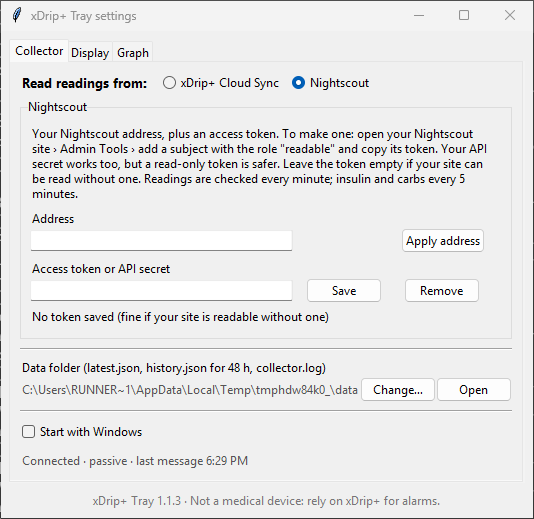 xDrip+ Tray settings
Collector Display Graph
Read readings from: xDrip+ Cloud Sync Nightscout
Nightscout
Your Nightscout address, plus an access token. To make one: open your Nightscout
site › Admin Tools › add a subject with the role "readable" and copy its token. Your API
secret works too, but a read-only token is safer. Leave the token empty if your site can
be read without one. Readings are checked every minute; insulin and carbs every 5
minutes.
Address
Apply address
Access token or API secret
Save Remove
No token saved (fine if your site is readable without one)
Data folder (latest.json, history.json for 48 h, collector.log)
C:\Users\RUNNER~1\AppData\Local\Temp\tmphdw84k0_\data Change... Open
Start with Windows
Connected · passive · last message 6:29 PM
xDrip+ Tray 1.1.3 · Not a medical device: rely on xDrip+ for alarms.